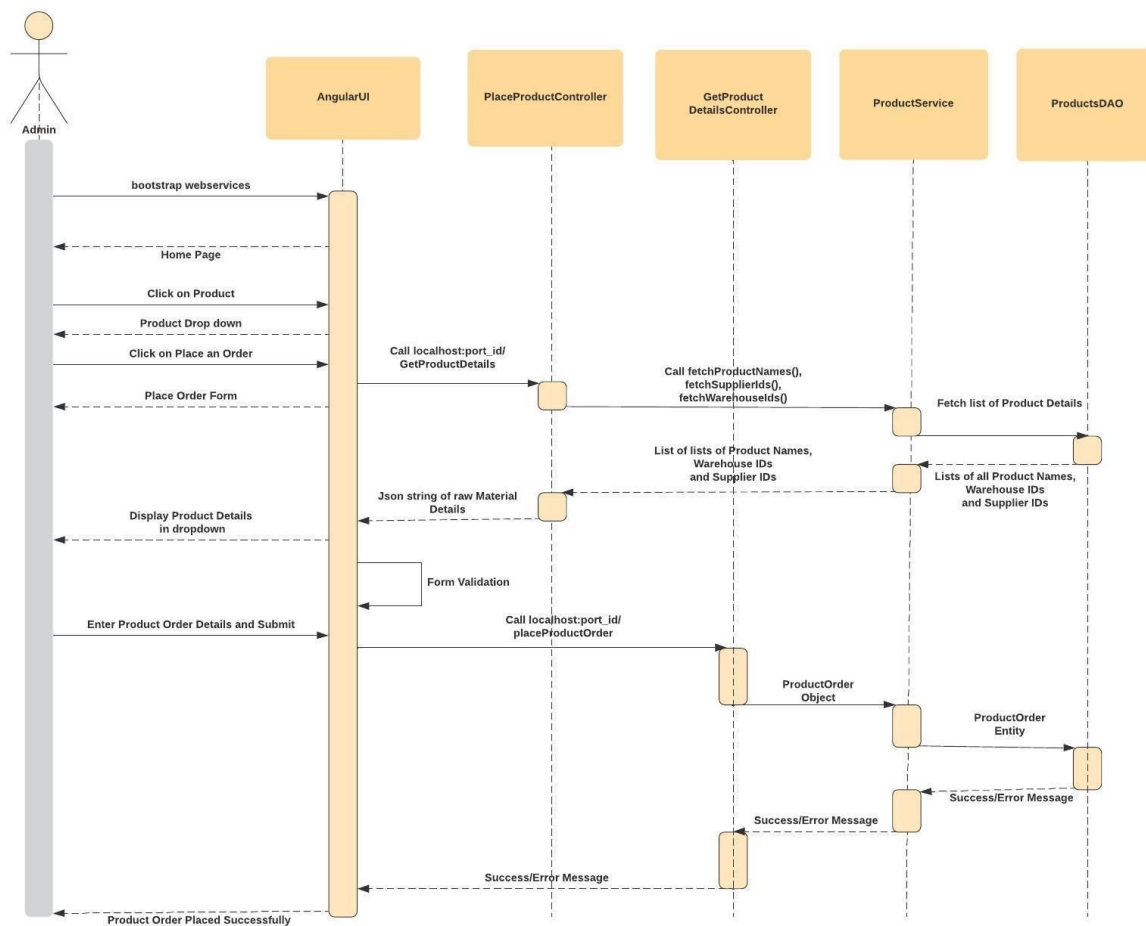 AngularUI
PlaceProductController
GetProduct
DetailsController
ProductService
ProductsDAO
Admin
bootstrap webservices
Home Page
Click on Product
Product Drop down
Click on Place an Order
Call localhost:port_id/
GetProductDetails
Call fetchProductNames(),
fetchSupplierIds(),
fetchWarehouseIds()
Place Order Form
Fetch list of Product Details
List of lists of Product Names,
Warehouse IDs
and Supplier IDs
Lists of all Product Names,
Warehouse IDs
and Supplier IDs
Json string of raw Material
Details
Display Product Details
in dropdown
Form Validation
Enter Product Order Details and Submit
Call localhost:port_id/
placeProductOrder
ProductOrder
Object
ProductOrder
Entity
Success/Error Message
Success/Error Message
Success/Error Message
Product Order Placed Successfully